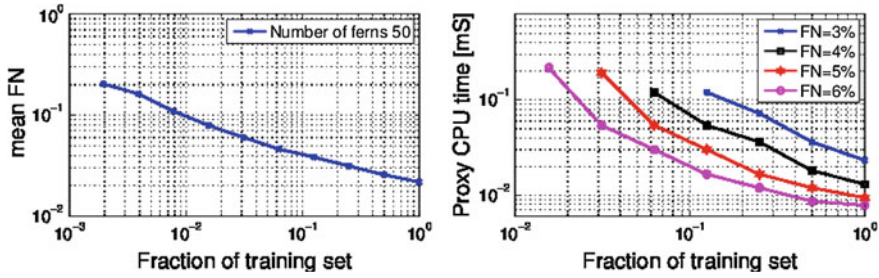 mean FN
10^0
10^-1
10^-2
Number of ferns 50
10^-3
10^-2
10^-1
10^0
Fraction of training set
Proxy CPU time [mS]
10^-1
10^-2
FN=3%
FN=4%
FN=5%
FN=6%
10^-2
10^-1
10^0
Fraction of training set